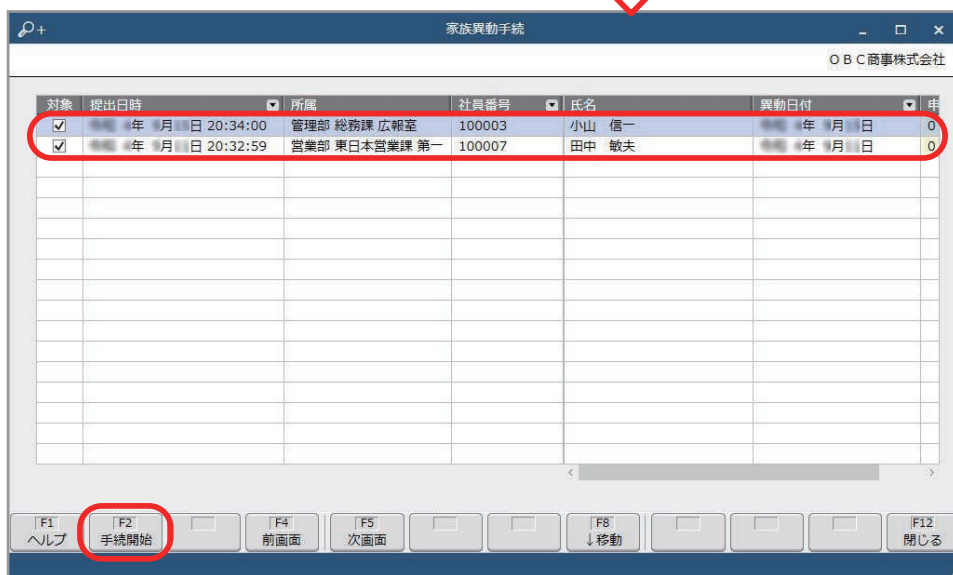 家族異動手続
OBC商事株式会社
対象 提出日時 所属 社員番号 氏名 異動日付 申
年 月 日 20:34:00 管理部 総務課 広報室 100003 小山 信一 年 月 日 0
年 月 日 20:32:59 営業部 東日本営業課 第一 100007 田中 敏夫 年 月 日 0
F1 F2 F4 F5 F8 F12
ヘルプ 手続開始 前画面 次画面 ↓移動 閉じる